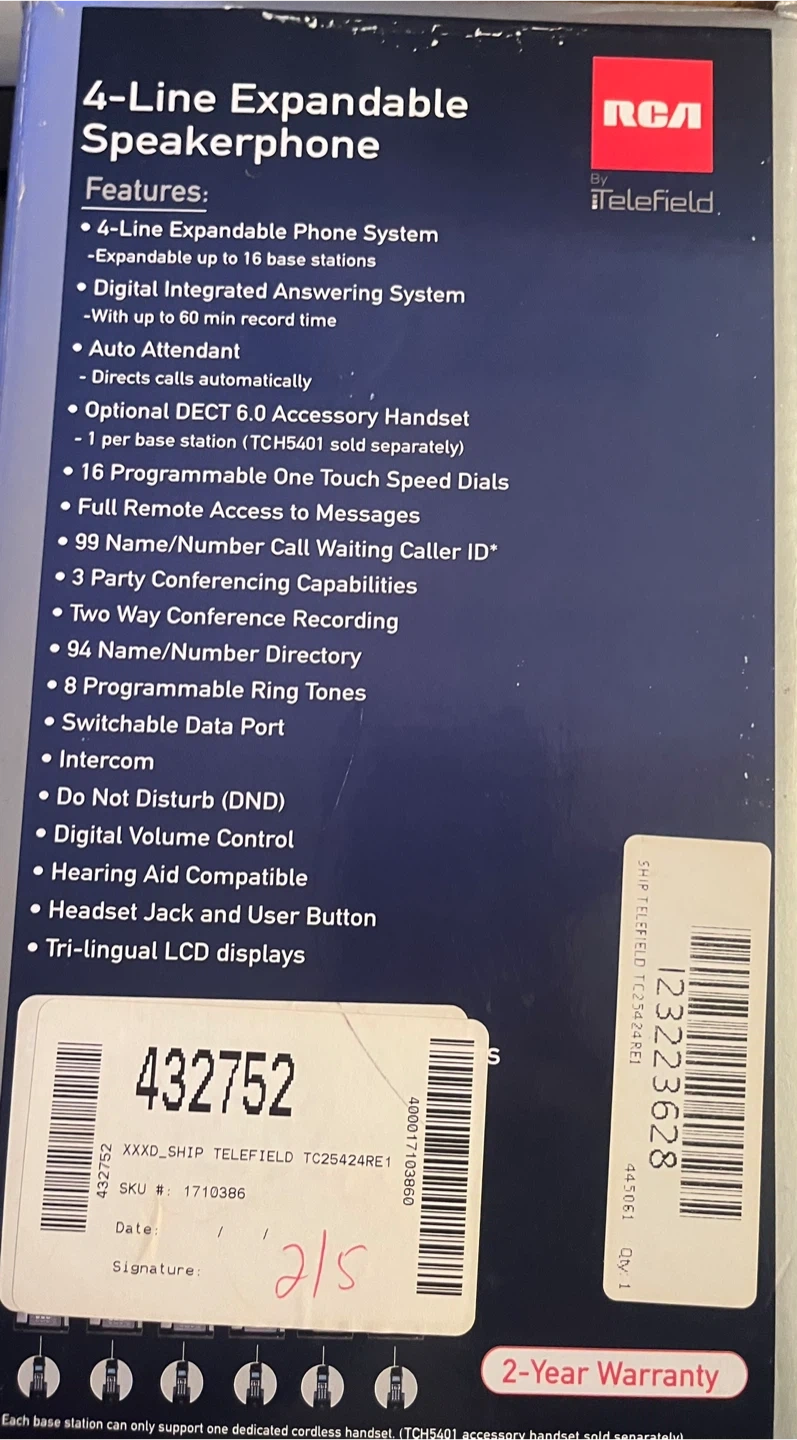 4-Line Expandable
Speakerphone
RCA
By
Telefield
Features:
• 4-Line Expandable Phone System
-Expandable up to 16 base stations
• Digital Integrated Answering System
-With up to 60 min record time
• Auto Attendant
- Directs calls automatically
• Optional DECT 6.0 Accessory Handset
- 1 per base station (TCH5401 sold separately)
• 16 Programmable One Touch Speed Dials
• Full Remote Access to Messages
• 99 Name/Number Call Waiting Caller ID*
• 3 Party Conferencing Capabilities
• Two Way Conference Recording
• 94 Name/Number Directory
• 8 Programmable Ring Tones
• Switchable Data Port
• Intercom
• Do Not Disturb (DND)
• Digital Volume Control
• Hearing Aid Compatible
• Headset Jack and User Button
• Tri-lingual LCD displays
s
432752
XXXD_SHIP TELEFIELD TC25424RE1
SKU #: 1710386
Date: / /
Signature:
2/5
432752
400017103860
123223628
SHIP TELEFIELD TC25424RE1
445061 Qty: 1
2-Year Warranty
Each base station can only support one dedicated cordless handset. (TCH5401 accessory handset sold separately)